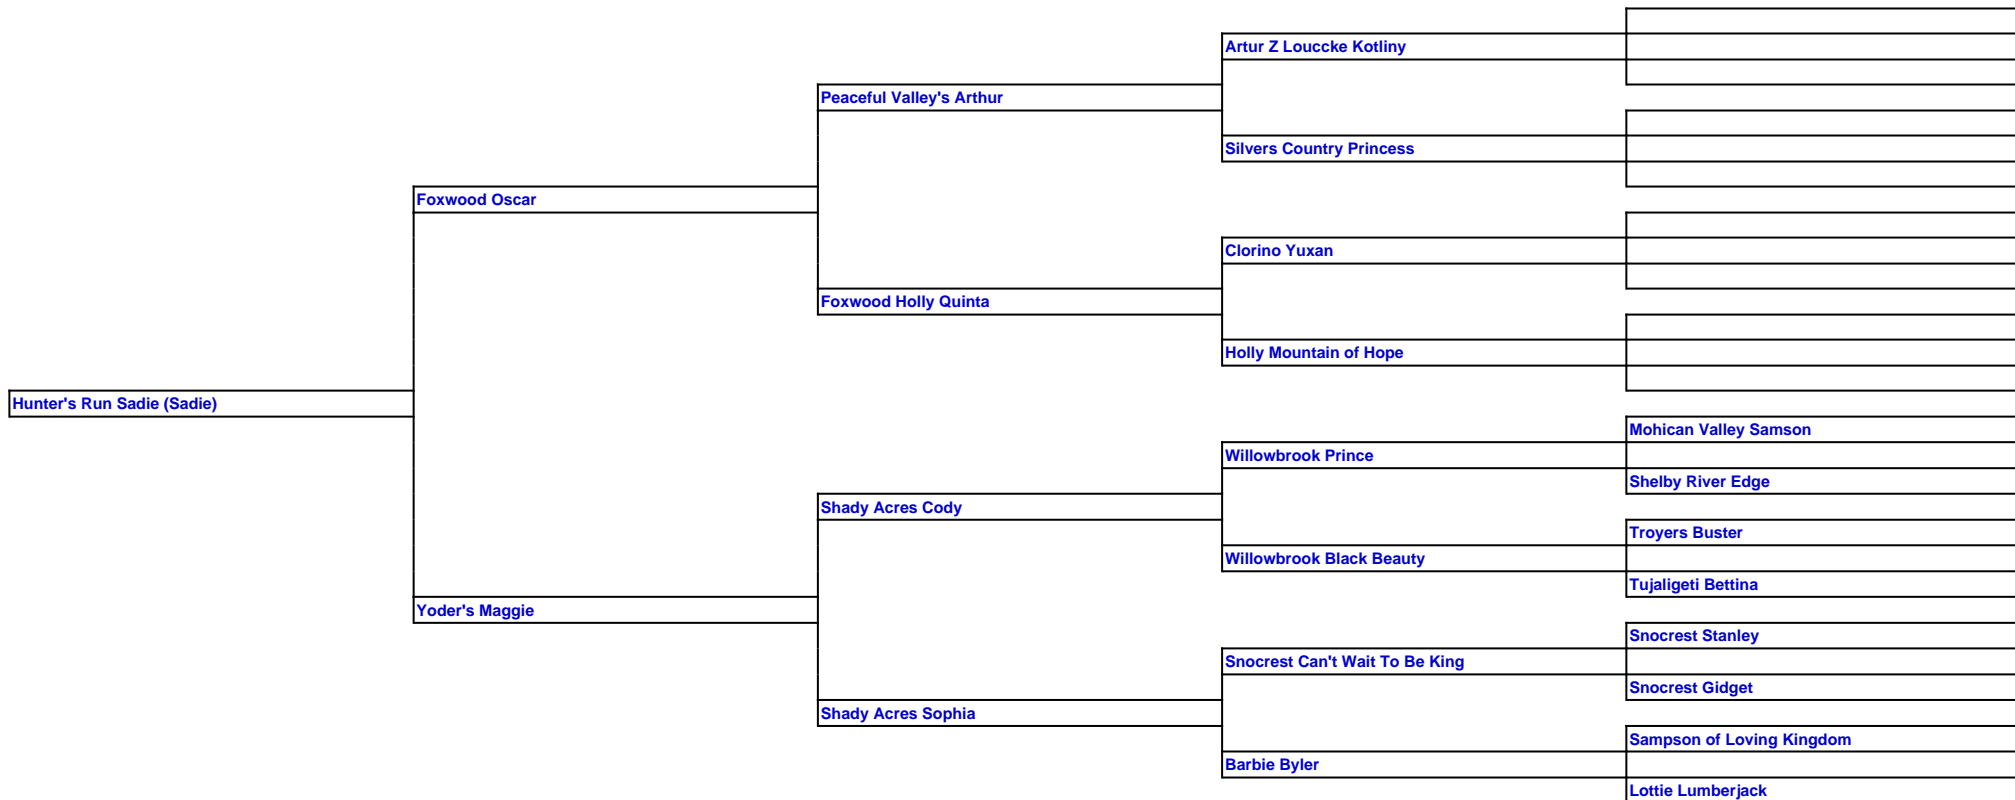 Artur Z Louccke Kotliny
Peaceful Valley's Arthur
Silvers Country Princess
Foxwood Oscar
Clorino Yuxan
Foxwood Holly Quinta
Holly Mountain of Hope
Hunter's Run Sadie (Sadie)
Mohican Valley Samson
Willowbrook Prince
Shelby River Edge
Shady Acres Cody
Troyers Buster
Willowbrook Black Beauty
Tujaligeti Bettina
Yoder's Maggie
Snocrest Stanley
Snocrest Can't Wait To Be King
Snocrest Gidget
Shady Acres Sophia
Sampson of Loving Kingdom
Barbie Byler
Lottie Lumberjack